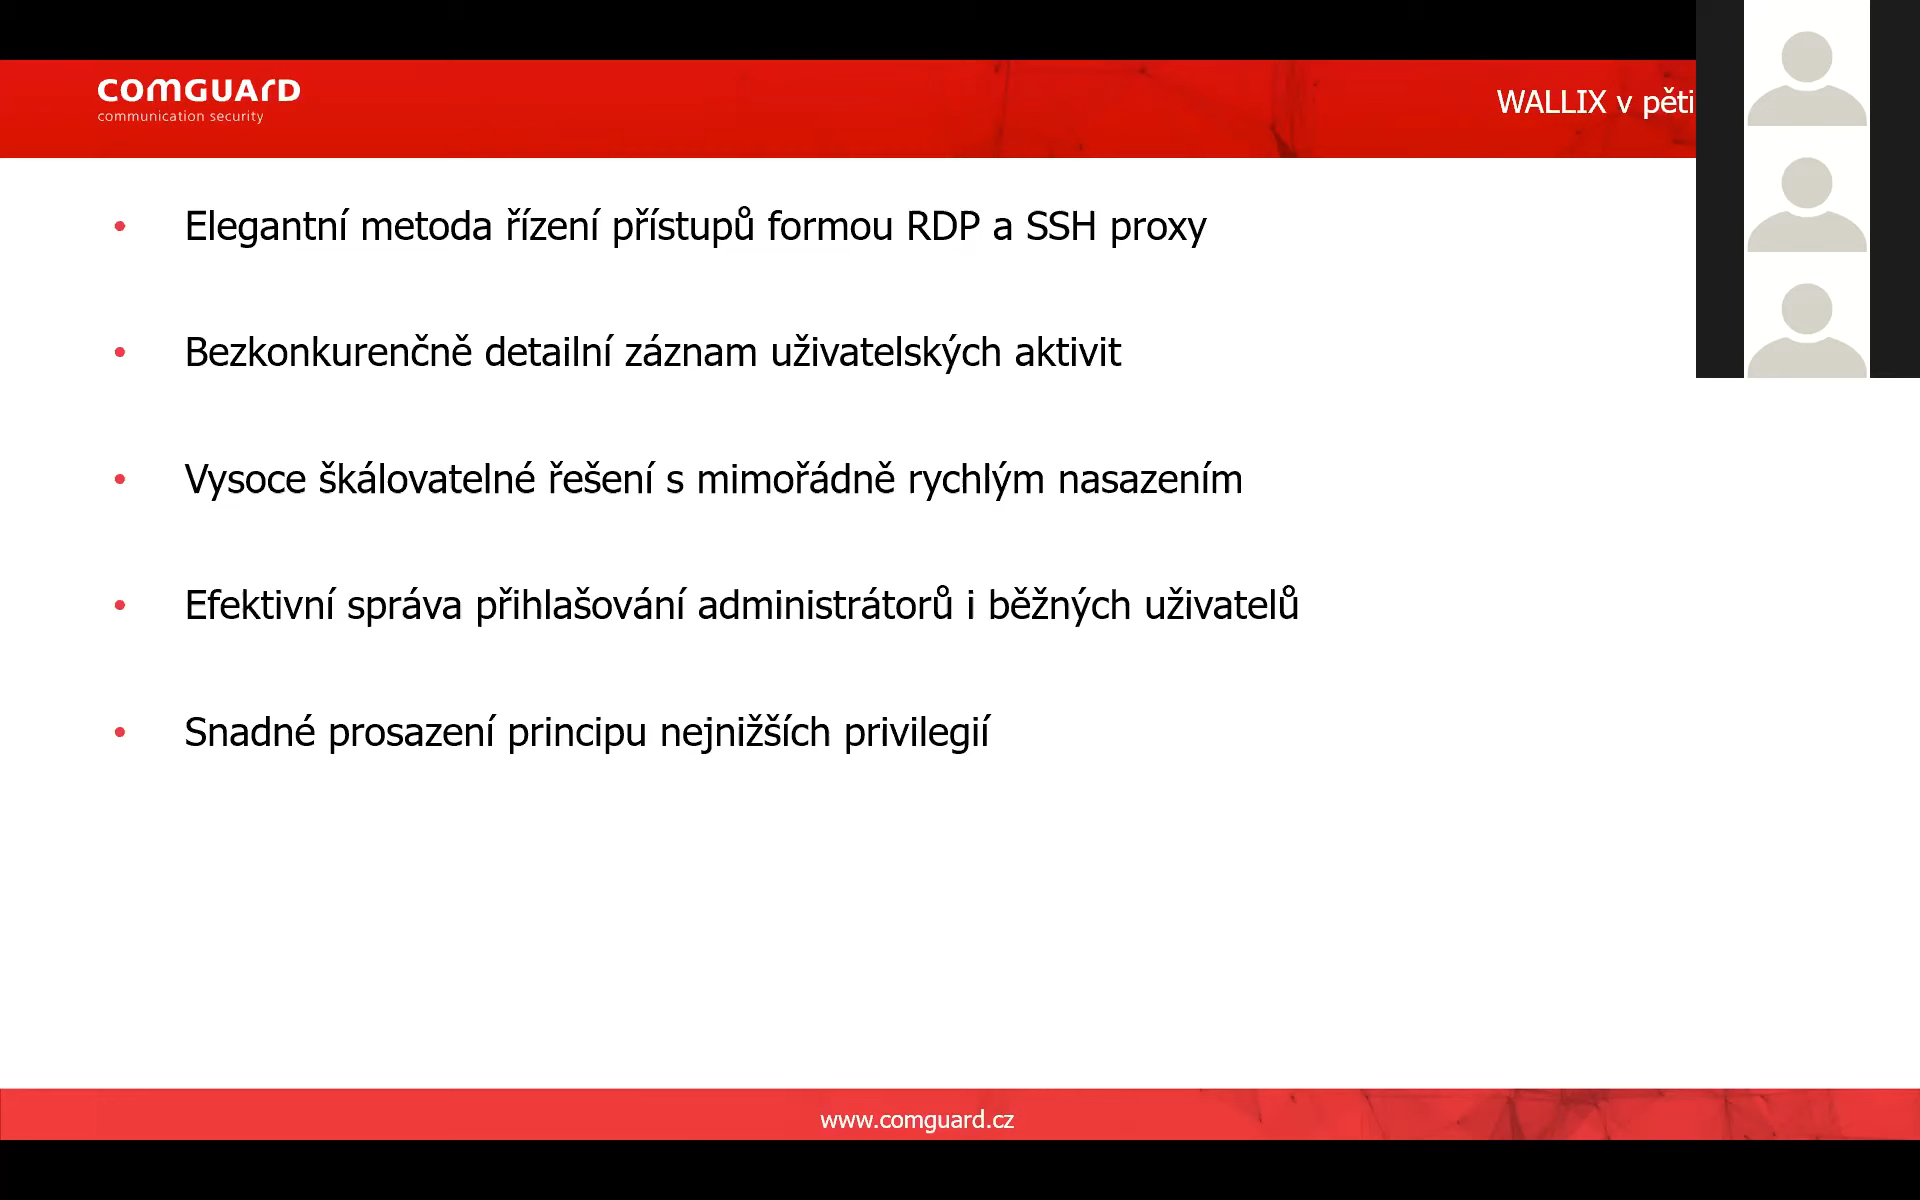 comGUArD
communication security
WALLIX v pěti
• Elegantní metoda řízení přístupů formou RDP a SSH proxy
• Bezkonkurenčně detailní záznam uživatelských aktivit
• Vysoce škálovatelné řešení s mimořádně rychlým nasazením
• Efektivní správa přihlašování administrátorů i běžných uživatelů
• Snadné prosazení principu nejnižších privilegií
www.comguard.cz